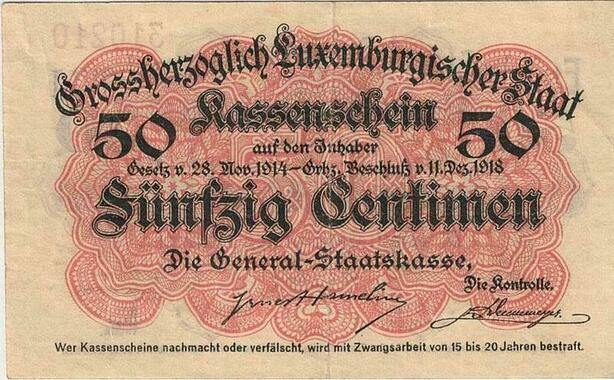 Grossherzoglich Luxemburgischer Staat
Kassenschein
50 50
auf den Inhaber
Gesetz v. 28. Nov. 1914 – Grhz. Beschluß v. 11. Dez. 1918
Fünfzig Centimen
Die General-Staatskasse,
Die Kontrolle.
Wer Kassenscheine nachmacht oder verfälscht, wird mit Zwangsarbeit von 15 bis 20 Jahren bestraft.